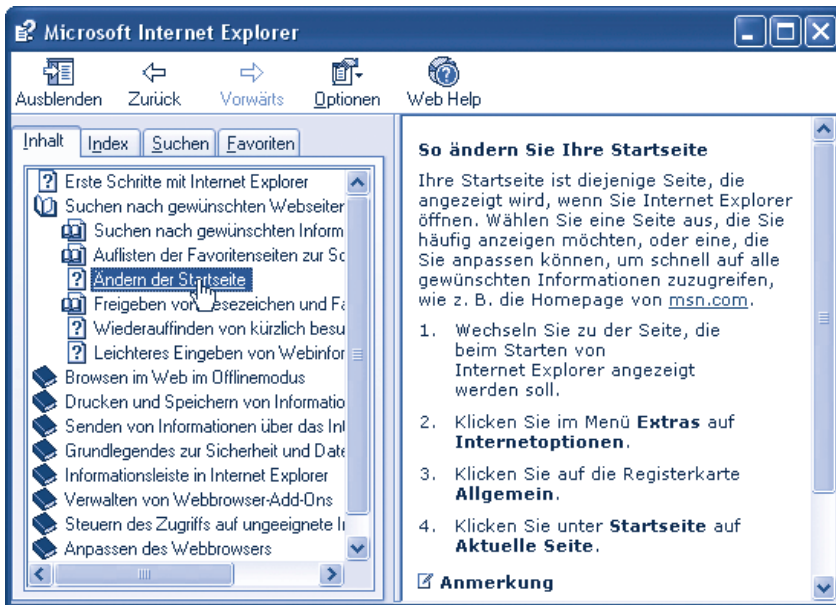 Microsoft Internet Explorer
Ausblenden Zurück Vorwärts Optionen Web Help
Inhalt Index Suchen Favoriten
Erste Schritte mit Internet Explorer
Suchen nach gewünschten Webseiten
Suchen nach gewünschten Inform
Auflisten der Favoritenseiten zur Sc
Ändern der Startseite
Freigeben von Lesezeichen und Fa
Wiederauffinden von kürzlich besu
Leichteres Eingeben von Webinfor
Browsen im Web im Offlinemodus
Drucken und Speichern von Informatio
Senden von Informationen über das Int
Grundlegendes zur Sicherheit und Date
Informationsleiste in Internet Explorer
Verwalten von Webbrowser-Add-Ons
Steuern des Zugriffs auf ungeeignete I
Anpassen des Webbrowsers
So ändern Sie Ihre Startseite
Ihre Startseite ist diejenige Seite, die
angezeigt wird, wenn Sie Internet Explorer
öffnen. Wählen Sie eine Seite aus, die Sie
häufig anzeigen möchten, oder eine, die
Sie anpassen können, um schnell auf alle
gewünschten Informationen zuzugreifen,
wie z. B. die Homepage von msn.com.
1. Wechseln Sie zu der Seite, die
beim Starten von
Internet Explorer angezeigt
werden soll.
2. Klicken Sie im Menü Extras auf
Internetoptionen.
3. Klicken Sie auf die Registerkarte
Allgemein.
4. Klicken Sie unter Startseite auf
Aktuelle Seite.
Anmerkung